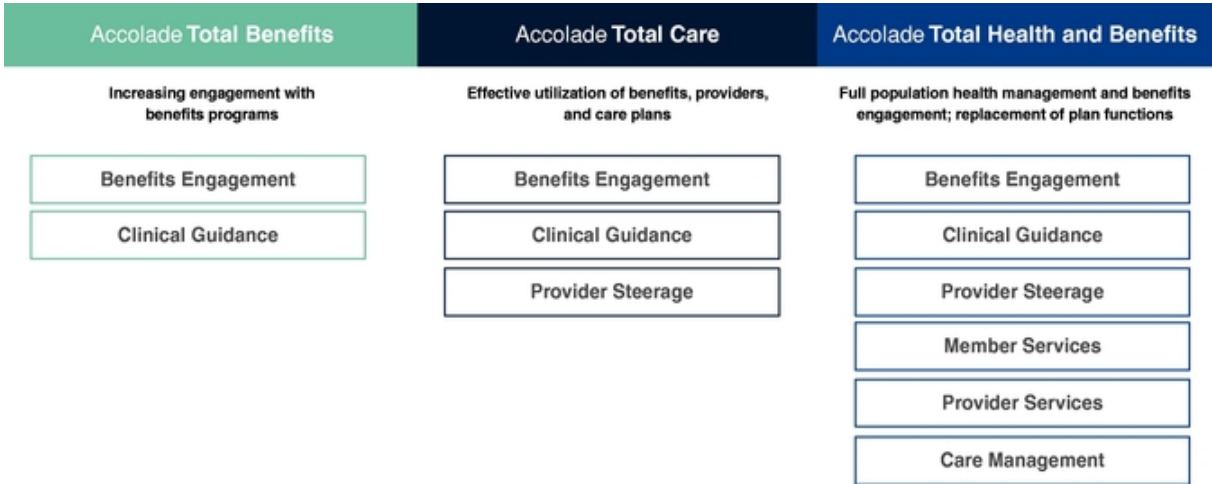 Accolade Total Benefits
Increasing engagement with
benefits programs
Benefits Engagement
Clinical Guidance
Accolade Total Care
Effective utilization of benefits, providers,
and care plans
Benefits Engagement
Clinical Guidance
Provider Steerage
Accolade Total Health and Benefits
Full population health management and benefits
engagement; replacement of plan functions
Benefits Engagement
Clinical Guidance
Provider Steerage
Member Services
Provider Services
Care Management